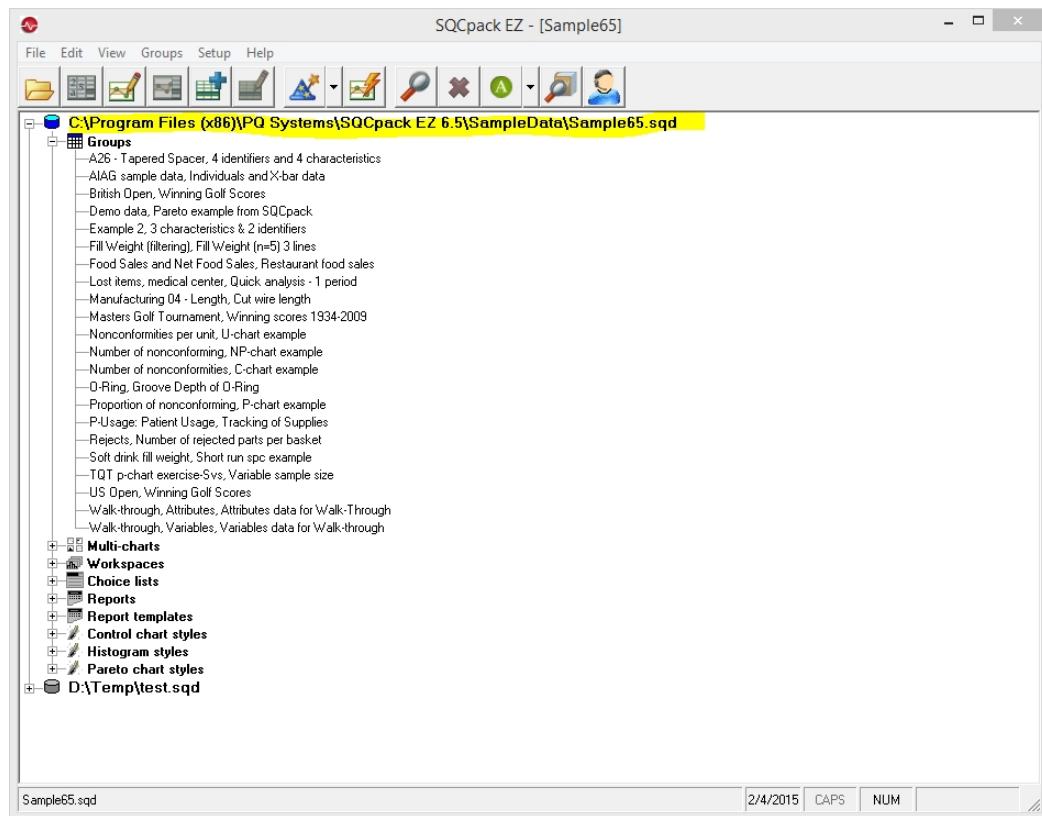 SQCpack EZ - [Sample65]
File Edit View Groups Setup Help
A
C:\Program Files (x86)\PQ Systems\SQCpack EZ 6.5\SampleData\Sample65.sqd
Groups
A26 - Tapered Spacer, 4 identifiers and 4 characteristics
AIAG sample data, Individuals and X-bar data
British Open, Winning Golf Scores
Demo data, Pareto example from SQCpack
Example 2, 3 characteristics & 2 identifiers
Fill Weight (filtering), Fill Weight (n=5) 3 lines
Food Sales and Net Food Sales, Restaurant food sales
Lost items, medical center, Quick analysis - 1 period
Manufacturing 04 - Length, Cut wire length
Masters Golf Tournament, Winning scores 1934-2009
Nonconformities per unit, U-chart example
Number of nonconforming, NP-chart example
Number of nonconformities, C-chart example
O-Ring, Groove Depth of O-Ring
Proportion of nonconforming, P-chart example
P-Usage: Patient Usage, Tracking of Supplies
Rejects, Number of rejected parts per basket
Soft drink fill weight, Short run spc example
TQT p-chart exercise-Svs, Variable sample size
US Open, Winning Golf Scores
Walk-through, Attributes, Attributes data for Walk-Through
Walk-through, Variables, Variables data for Walk-through
Multi-charts
Workspaces
Choice lists
Reports
Report templates
Control chart styles
Histogram styles
Pareto chart styles
D:\Temp\test.sqd
Sample65.sqd 2/4/2015 CAPS NUM